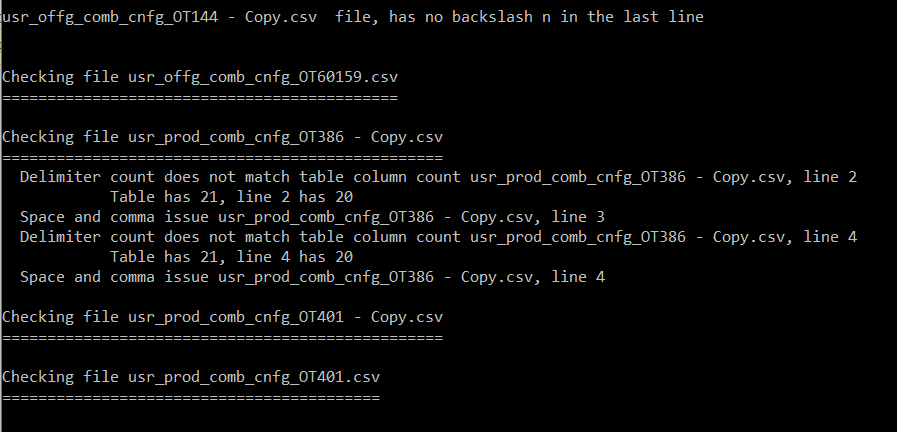 usr_offg_comb_cnfg_OT144 - Copy.csv  file, has no backslash n in the last line
Checking file usr_offg_comb_cnfg_OT60159.csv
============================================
Checking file usr_prod_comb_cnfg_OT386 - Copy.csv
=================================================
  Delimiter count does not match table column count usr_prod_comb_cnfg_OT386 - Copy.csv, line 2
            Table has 21, line 2 has 20
  Space and comma issue usr_prod_comb_cnfg_OT386 - Copy.csv, line 3
  Delimiter count does not match table column count usr_prod_comb_cnfg_OT386 - Copy.csv, line 4
            Table has 21, line 4 has 20
  Space and comma issue usr_prod_comb_cnfg_OT386 - Copy.csv, line 4
Checking file usr_prod_comb_cnfg_OT401 - Copy.csv
=================================================
Checking file usr_prod_comb_cnfg_OT401.csv
==========================================